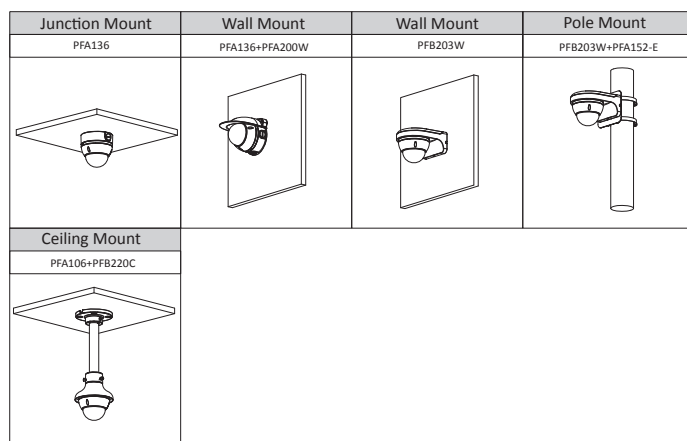 Junction Mount
PFA136
Wall Mount
PFA136+PFA200W
Wall Mount
PFB203W
Pole Mount
PFB203W+PFA152-E
Ceiling Mount
PFA106+PFB220C